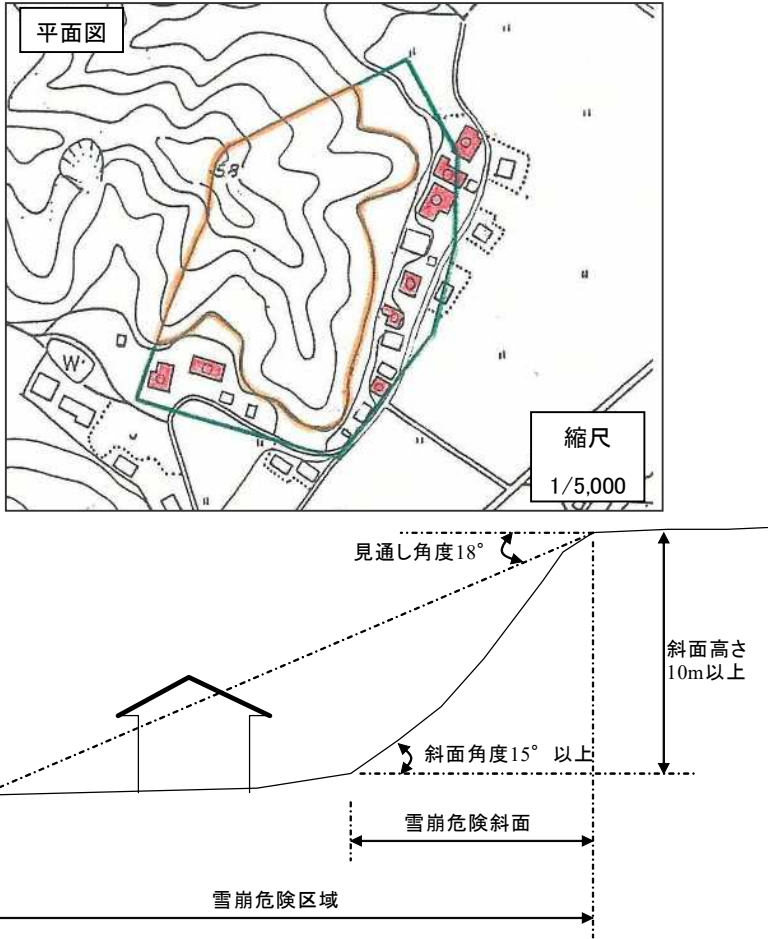 平面図
58
W
縮尺
1/5,000
見通し角度18°
斜面高さ
10m以上
斜面角度15° 以上
雪崩危険斜面
雪崩危険区域